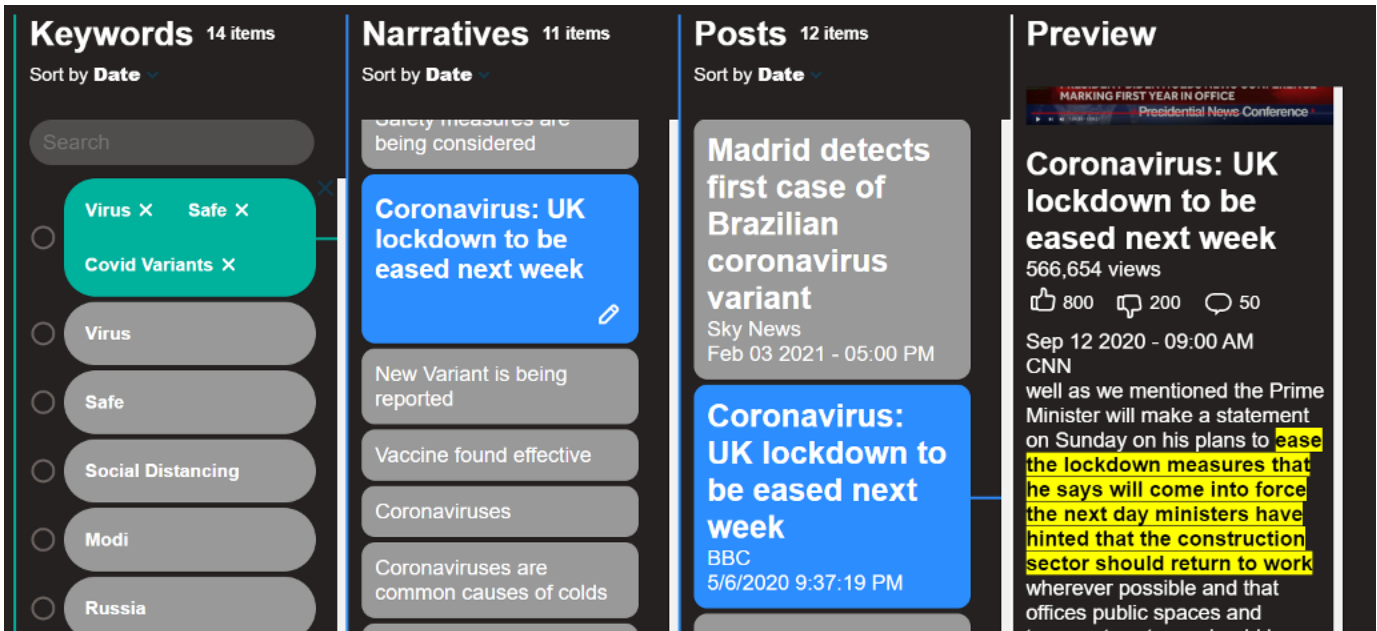 Keywords 14 items
Sort by Date
Search
Virus × Safe ×
Covid Variants ×
Virus
Safe
Social Distancing
Modi
Russia
Narratives 11 items
Sort by Date
Safety measures are
being considered
Coronavirus: UK
lockdown to be
eased next week
New Variant is being
reported
Vaccine found effective
Coronaviruses
Coronaviruses are
common causes of colds
Posts 12 items
Sort by Date
Madrid detects
first case of
Brazilian
coronavirus
variant
Sky News
Feb 03 2021 - 05:00 PM
Coronavirus:
UK lockdown to
be eased next
week
BBC
5/6/2020 9:37:19 PM
Preview
MARKING FIRST YEAR IN OFFICE
Presidential News Conference
Coronavirus: UK
lockdown to be
eased next week
566,654 views
800 200 50
Sep 12 2020 - 09:00 AM
CNN
well as we mentioned the Prime
Minister will make a statement
on Sunday on his plans to ease
the lockdown measures that
he says will come into force
the next day ministers have
hinted that the construction
sector should return to work
wherever possible and that
offices public spaces and